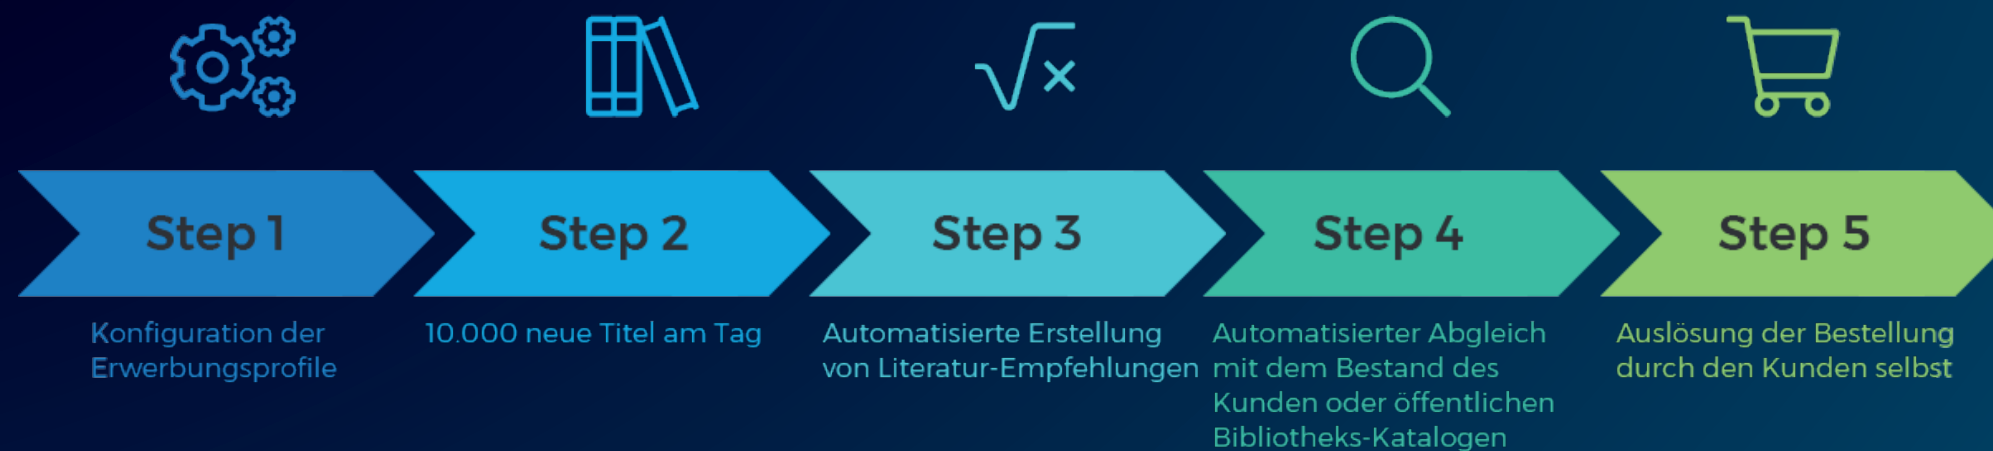 Step 1
Step 2
Step 3
Step 4
Step 5
Konfiguration der
Erwerbungsprofile
10.000 neue Titel am Tag
Automatisierte Erstellung
von Literatur-Empfehlungen
Automatisierter Abgleich
mit dem Bestand des
Kunden oder öffentlichen
Bibliotheks-Katalogen
Auslösung der Bestellung
durch den Kunden selbst